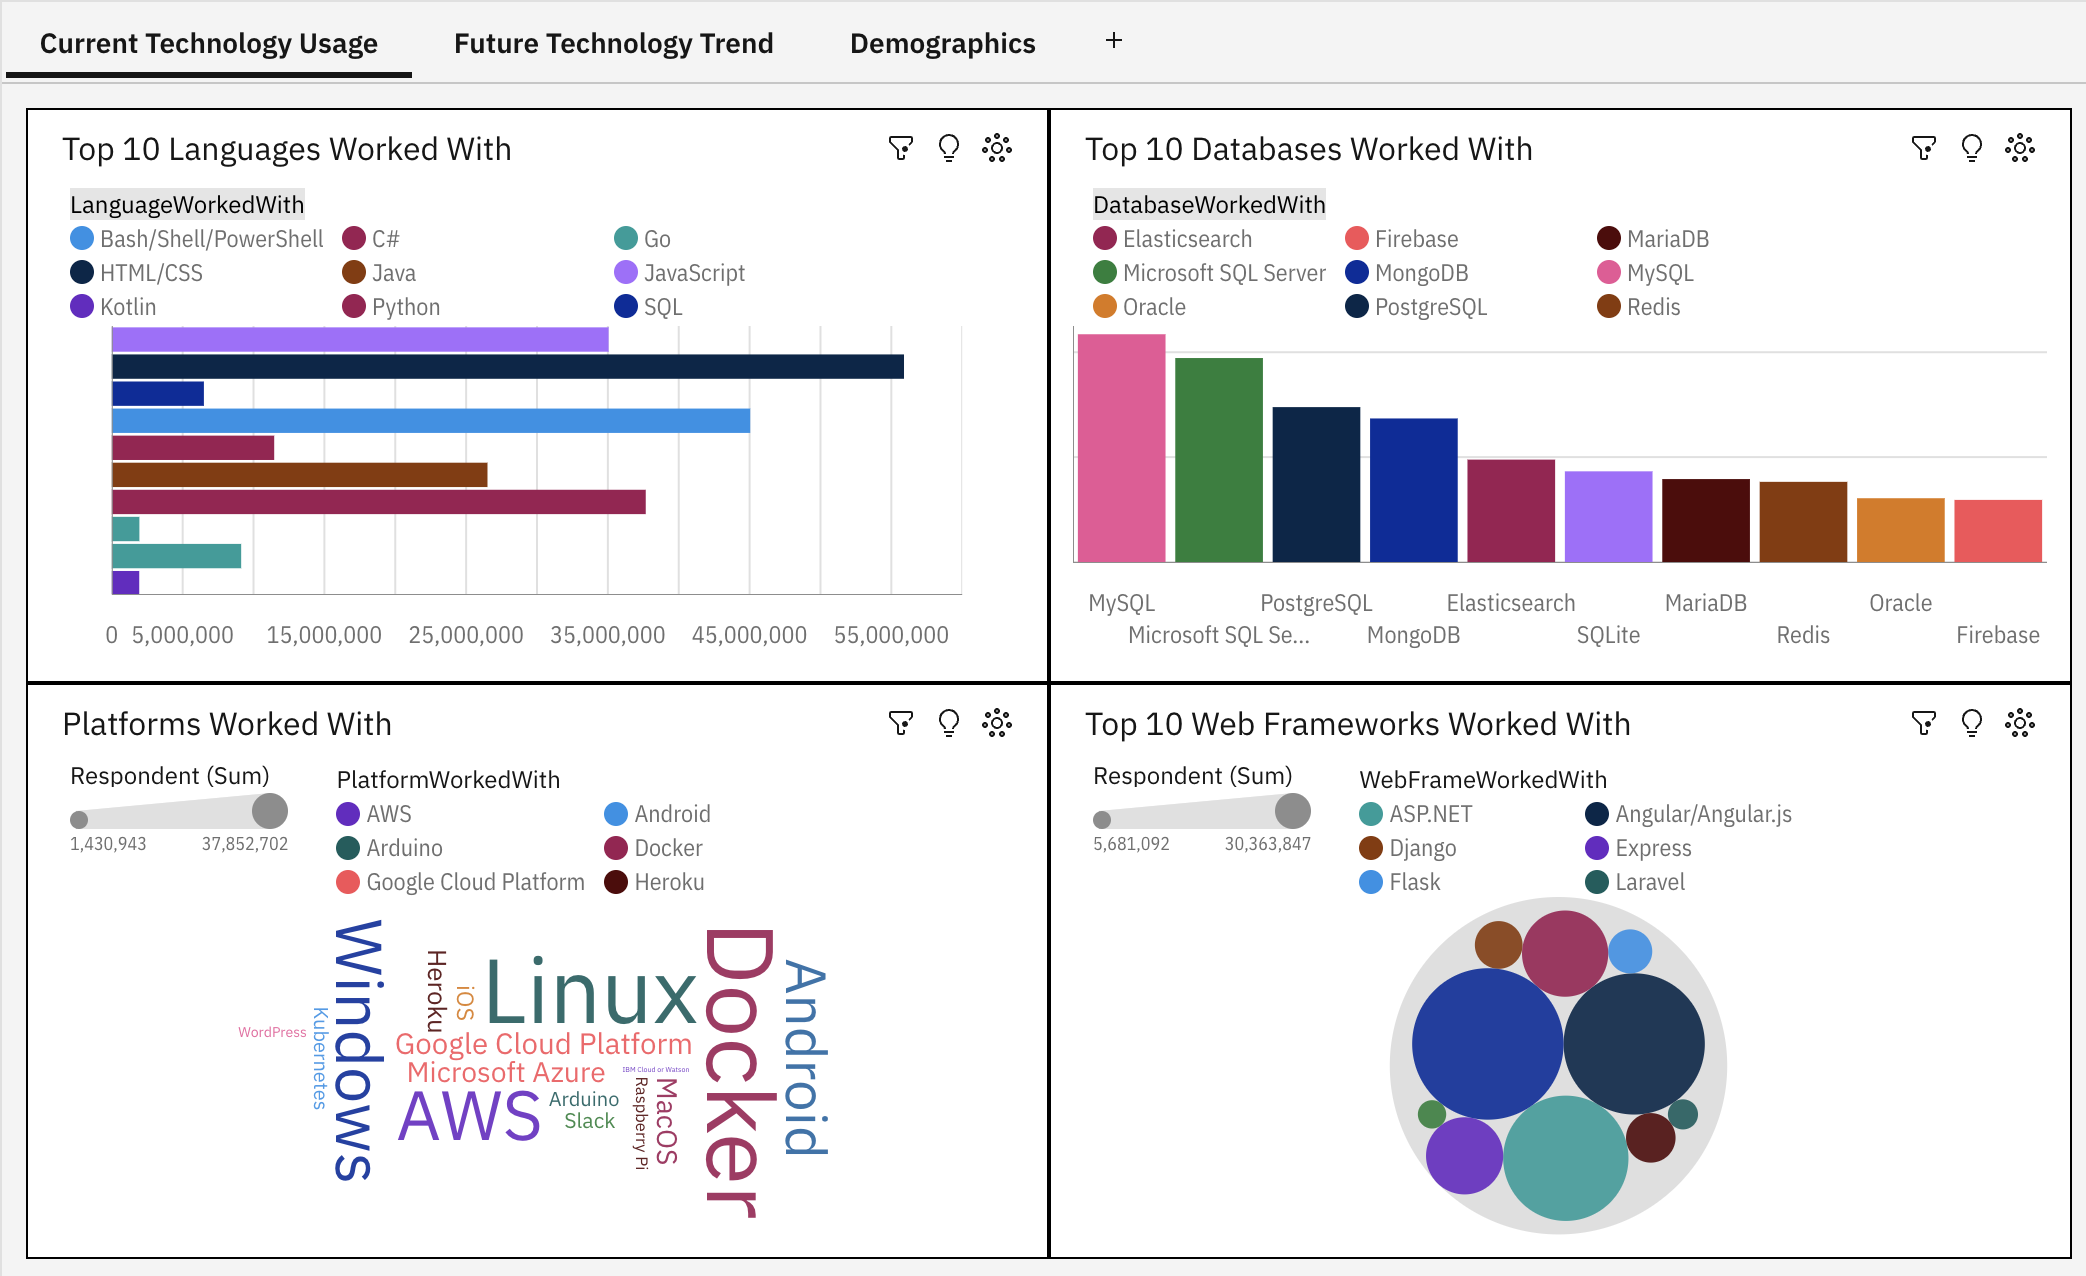 Current Technology Usage Future Technology Trend Demographics +
Top 10 Languages Worked With
LanguageWorkedWith
Bash/Shell/PowerShell C# Go
HTML/CSS Java JavaScript
Kotlin Python SQL
0 5,000,000 15,000,000 25,000,000 35,000,000 45,000,000 55,000,000
Top 10 Databases Worked With
DatabaseWorkedWith
Elasticsearch Firebase MariaDB
Microsoft SQL Server MongoDB MySQL
Oracle PostgreSQL Redis
MySQL PostgreSQL Elasticsearch MariaDB Oracle
Microsoft SQL Se... MongoDB SQLite Redis Firebase
Platforms Worked With
Respondent (Sum)
1,430,943 37,852,702
PlatformWorkedWith
AWS Android
Arduino Docker
Google Cloud Platform Heroku
WordPress
Kubernetes
Windows
Heroku
iOS
Linux
Google Cloud Platform
Microsoft Azure
IBM Cloud or Watson
AWS
Arduino
Slack
Raspberry Pi
MacOS
Docker
Android
Top 10 Web Frameworks Worked With
Respondent (Sum)
5,681,092 30,363,847
WebFrameWorkedWith
ASP.NET Angular/Angular.js
Django Express
Flask Laravel